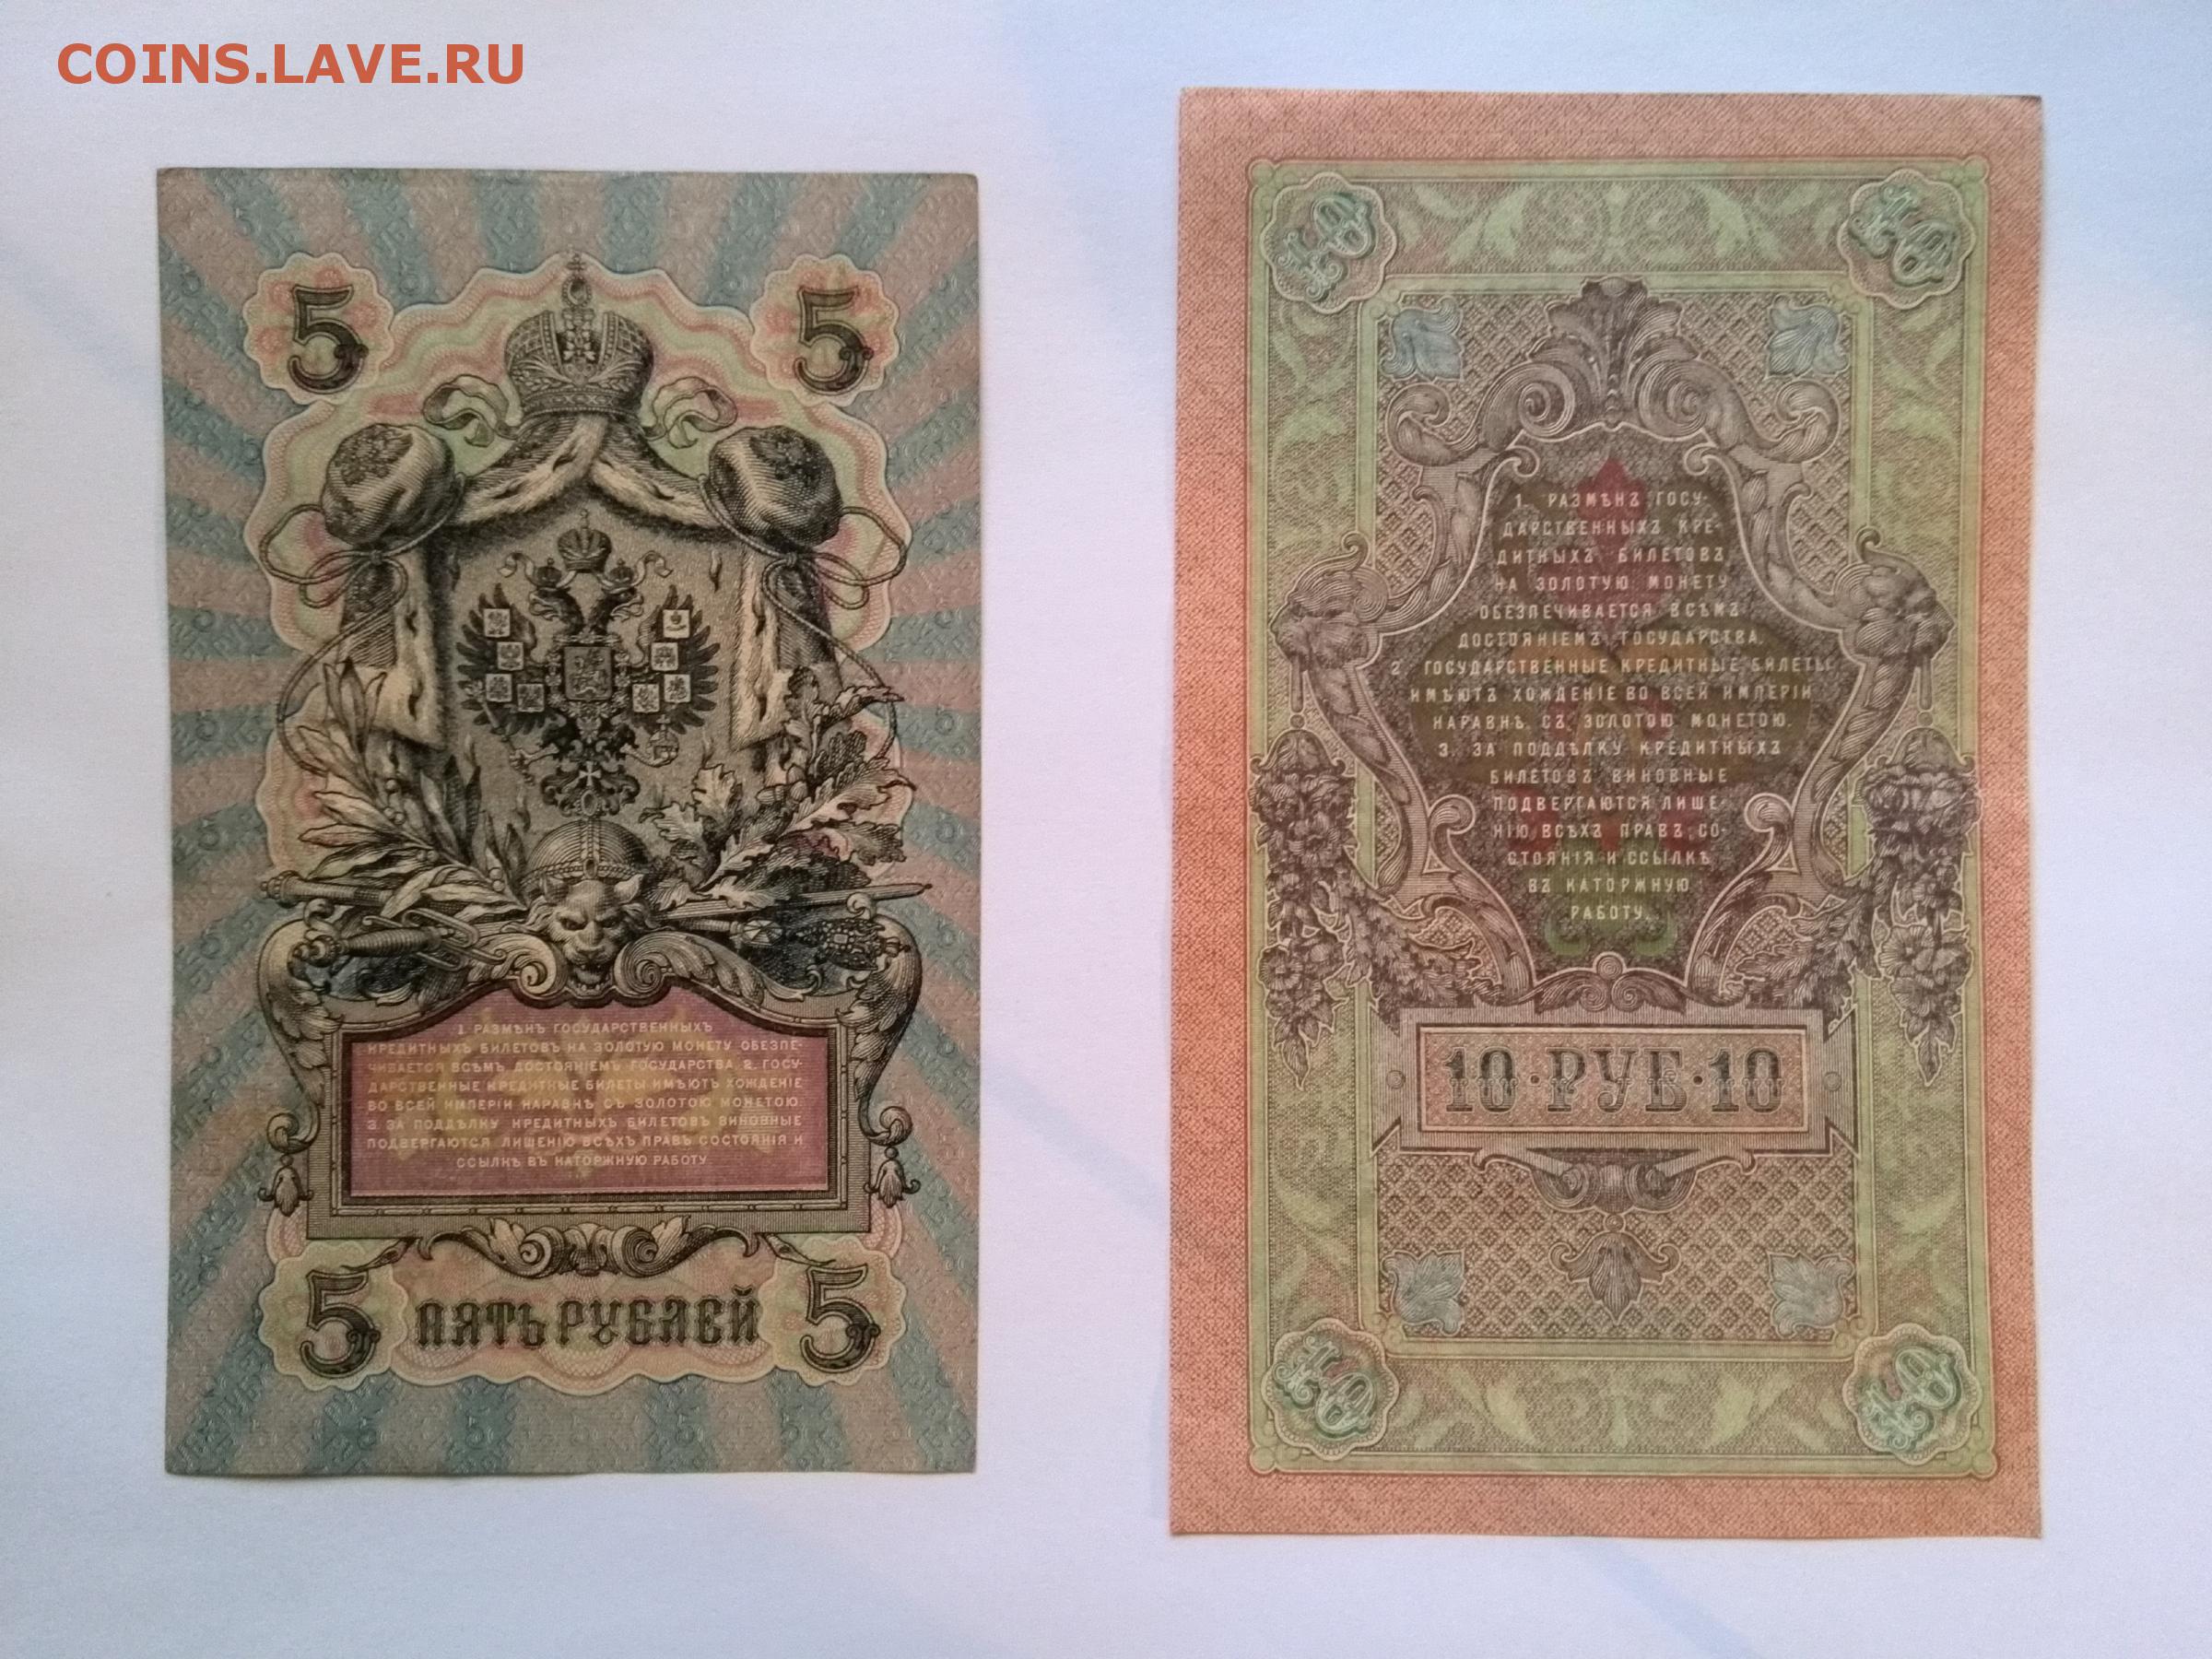 COINS.LAVE.RU
5 5
1. РАЗМѢНЪ ГОСУДАРСТВЕННЫХЪ
КРЕДИТНЫХЪ БИЛЕТОВЪ НА ЗОЛОТУЮ МОНЕТУ ОБЕЗПЕ-
ЧИВАЕТСЯ ВСѢМЪ ДОСТОЯНІЕМЪ ГОСУДАРСТВА. 2. ГОСУ-
ДАРСТВЕННЫЕ КРЕДИТНЫЕ БИЛЕТЫ ИМѢЮТЪ ХОЖДЕНІЕ
ВО ВСЕЙ ИМПЕРІИ НАРАВНѢ СЪ ЗОЛОТОЮ МОНЕТОЮ.
3. ЗА ПОДДѢЛКУ КРЕДИТНЫХЪ БИЛЕТОВЪ ВИНОВНЫЕ
ПОДВЕРГАЮТСЯ ЛИШЕНІЮ ВСѢХЪ ПРАВЪ СОСТОЯНІЯ И
ССЫЛКѢ ВЪ КАТОРЖНУЮ РАБОТУ.
5 ПЯТЬ РУБЛЕЙ 5
10 10
1. РАЗМѢНЪ ГОСУ-
ДАРСТВЕННЫХЪ КРЕ-
ДИТНЫХЪ БИЛЕТОВЪ
НА ЗОЛОТУЮ МОНЕТУ
ОБЕЗПЕЧИВАЕТСЯ ВСѢМЪ
ДОСТОЯНІЕМЪ ГОСУДАРСТВА.
2. ГОСУДАРСТВЕННЫЕ КРЕДИТНЫЕ БИЛЕТЫ
ИМѢЮТЪ ХОЖДЕНІЕ ВО ВСЕЙ ИМПЕРІИ
НАРАВНѢ СЪ ЗОЛОТОЮ МОНЕТОЮ.
3. ЗА ПОДДѢЛКУ КРЕДИТНЫХЪ
БИЛЕТОВЪ ВИНОВНЫЕ
ПОДВЕРГАЮТСЯ ЛИШЕ-
НІЮ ВСѢХЪ ПРАВЪ СО-
СТОЯНІЯ И ССЫЛКѢ
ВЪ КАТОРЖНУЮ
РАБОТУ.
10·РУБ·10
10 10